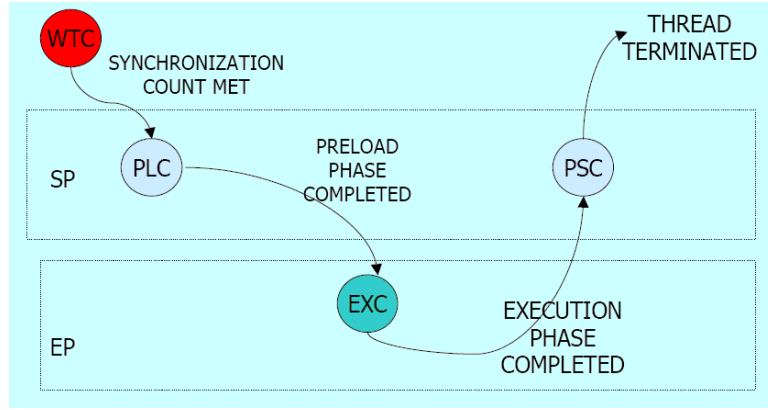 WTC
THREAD
TERMINATED
SYNCHRONIZATION
COUNT MET
PRELOAD
PHASE
COMPLETED
SP
PLC
PSC
EXC
EXECUTION
PHASE
COMPLETED
EP